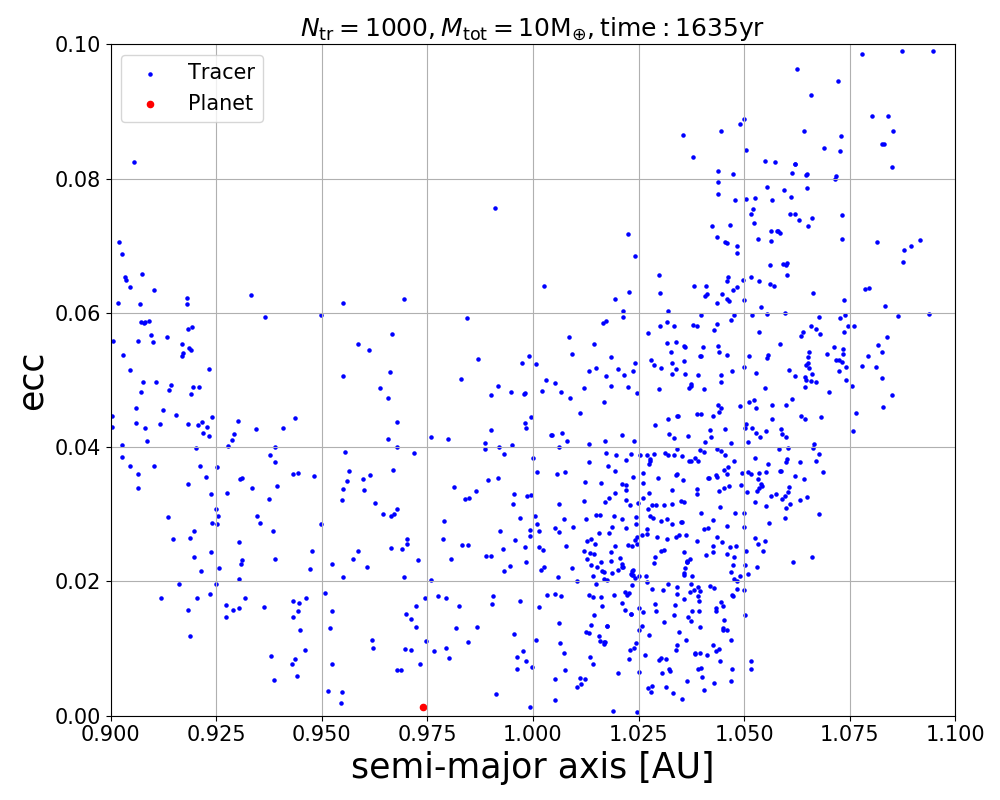 N_tr = 1000, M_tot = 10M_⊕, time : 1635yr
Tracer
Planet
ecc
0.10
0.08
0.06
0.04
0.02
0.00
0.900 0.925 0.950 0.975 1.000 1.025 1.050 1.075 1.100
semi-major axis [AU]